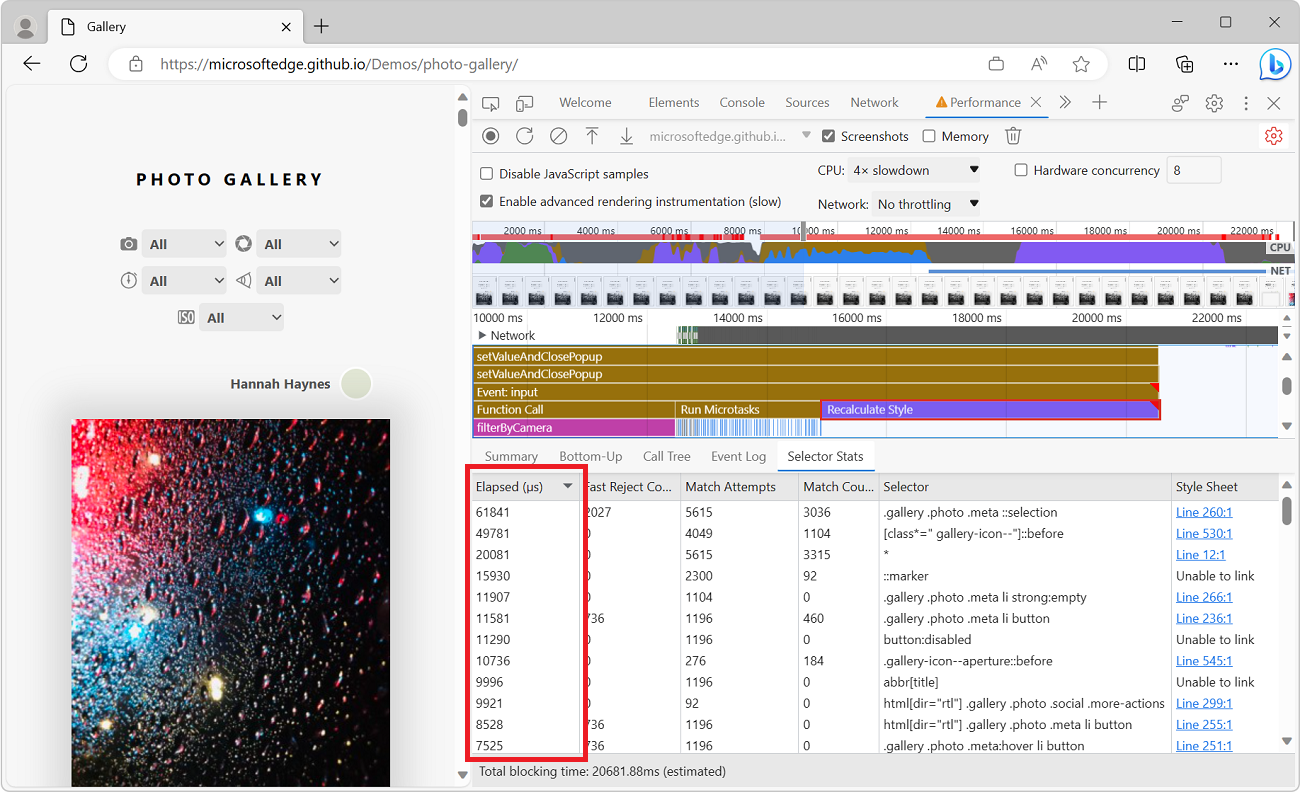 Gallery
https://microsoftedge.github.io/Demos/photo-gallery/
Welcome Elements Console Sources Network Performance
microsoftedge.github.i... Screenshots Memory
Disable JavaScript samples CPU: 4× slowdown Hardware concurrency 8
Enable advanced rendering instrumentation (slow) Network: No throttling
2000 ms 4000 ms 6000 ms 8000 ms 12000 ms 14000 ms 16000 ms 18000 ms 20000 ms 22000 ms
CPU
NET
10000 ms 12000 ms 14000 ms 16000 ms 18000 ms 20000 ms 22000 ms
Network
setValueAndClosePopup
setValueAndClosePopup
Event: input
Function Call Run Microtasks Recalculate Style
filterByCamera
Summary Bottom-Up Call Tree Event Log Selector Stats
Elapsed (µs) Fast Reject Co... Match Attempts Match Cou... Selector Style Sheet
61841 2027 5615 3036 .gallery .photo .meta ::selection Line 260:1
49781 0 4049 1104 [class*=" gallery-icon--"]::before Line 530:1
20081 0 5615 3315 * Line 12:1
15930 0 2300 92 ::marker Unable to link
11907 0 1104 0 .gallery .photo .meta li strong:empty Line 266:1
11581 736 1196 460 .gallery .photo .meta li button Line 236:1
11290 0 1196 0 button:disabled Unable to link
10736 0 276 184 .gallery-icon--aperture::before Line 545:1
9996 0 1196 0 abbr[title] Unable to link
9921 0 92 0 html[dir="rtl"] .gallery .photo .social .more-actions Line 299:1
8528 736 1196 0 html[dir="rtl"] .gallery .photo .meta li button Line 255:1
7525 736 1196 0 .gallery .photo .meta:hover li button Line 251:1
Total blocking time: 20681.88ms (estimated)
PHOTO GALLERY
All All
All All
ISO All
Hannah Haynes